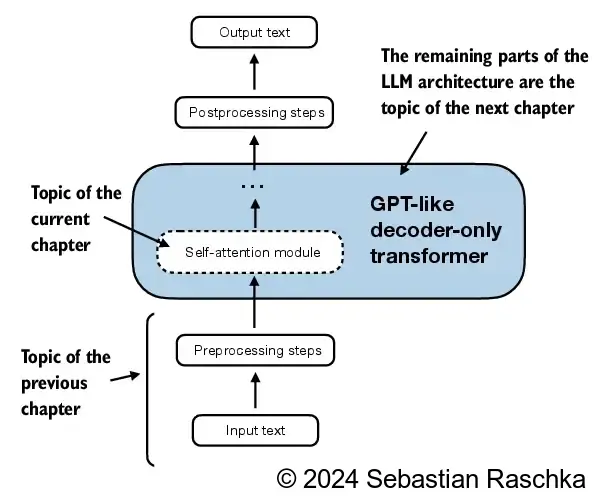 Output text
The remaining parts of the
LLM architecture are the
topic of the next chapter
Postprocessing steps
...
GPT-like
decoder-only
transformer
Topic of the
current
chapter
Self-attention module
Topic of the
previous
chapter
Preprocessing steps
Input text
© 2024 Sebastian Raschka